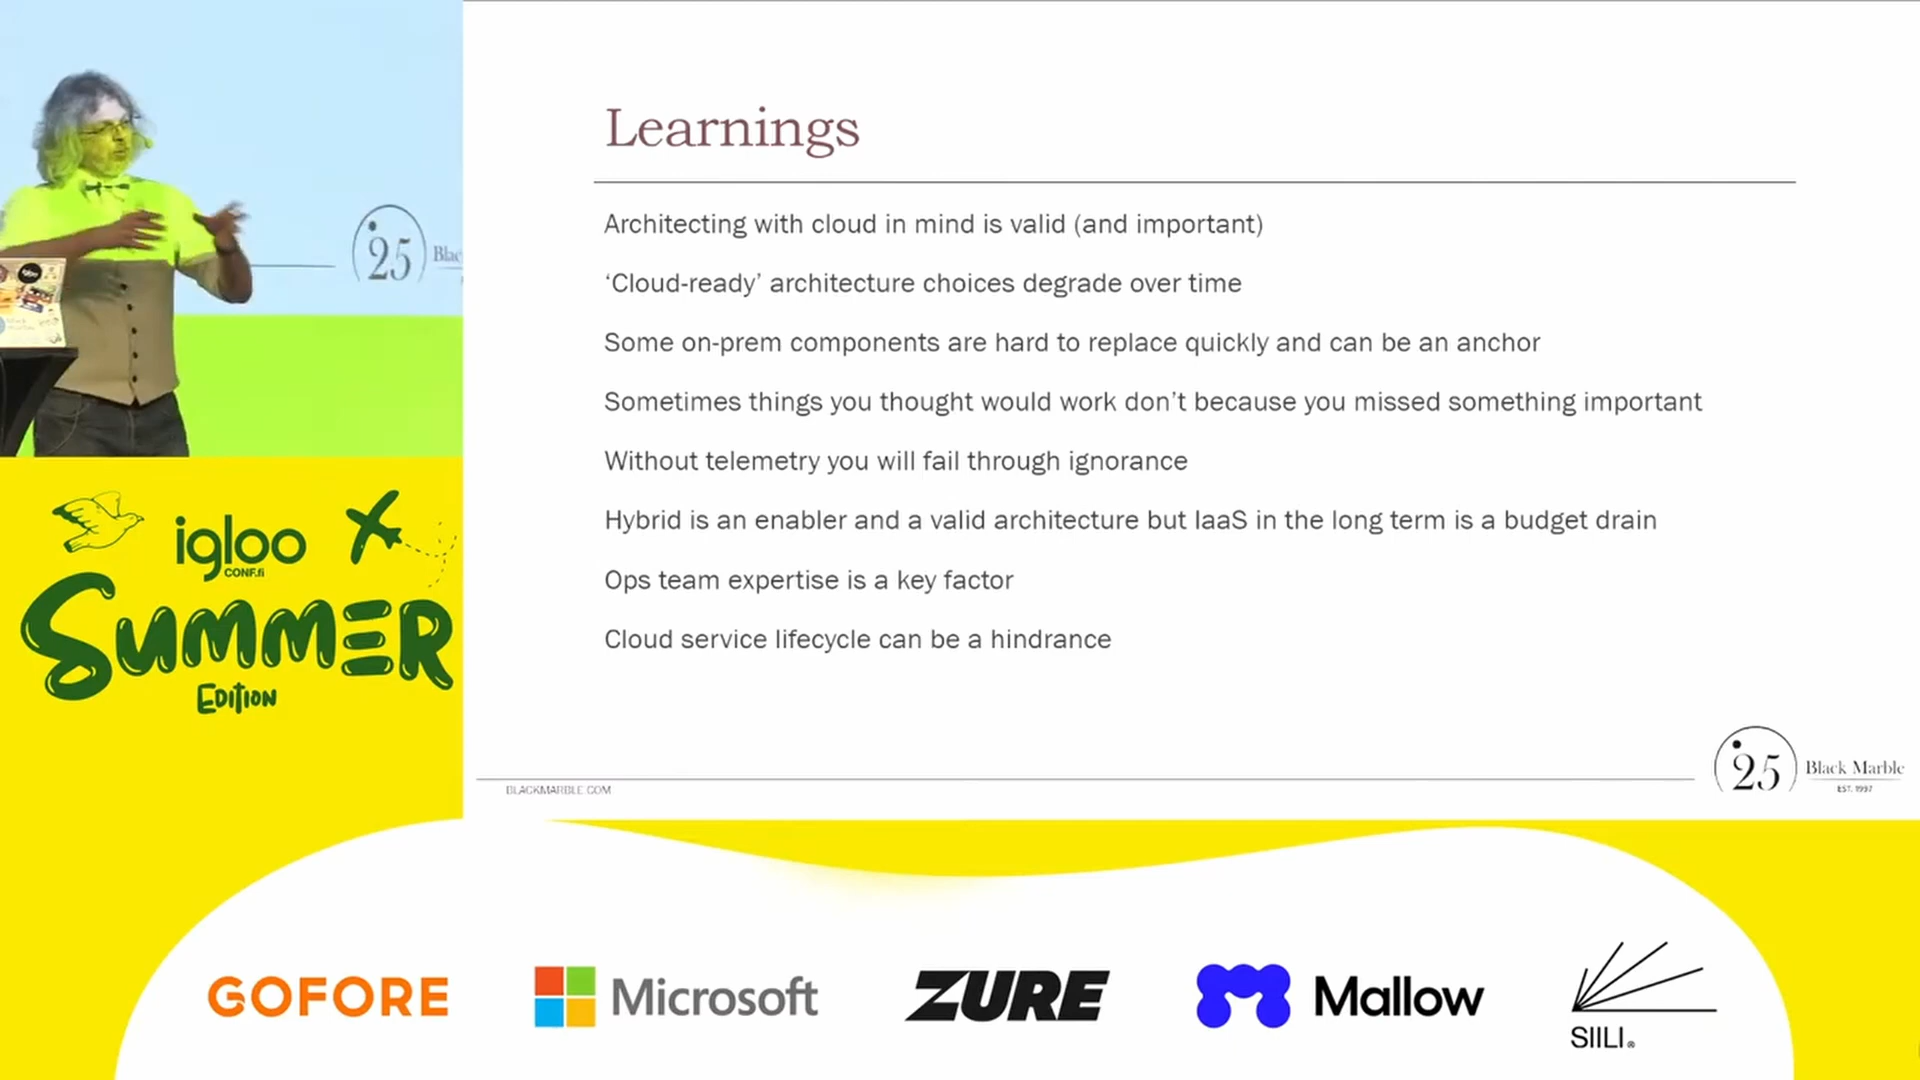 Learnings
Architecting with cloud in mind is valid (and important)
‘Cloud-ready’ architecture choices degrade over time
Some on-prem components are hard to replace quickly and can be an anchor
Sometimes things you thought would work don’t because you missed something important
Without telemetry you will fail through ignorance
Hybrid is an enabler and a valid architecture but IaaS in the long term is a budget drain
Ops team expertise is a key factor
Cloud service lifecycle can be a hindrance
BLACKMARBLE.COM
25
Black Marble
EST. 1997
25
igloo
igloo
CONF.fi
SUMMER
EDITION
GOFORE
Microsoft
ZURE
Mallow
SIILI®